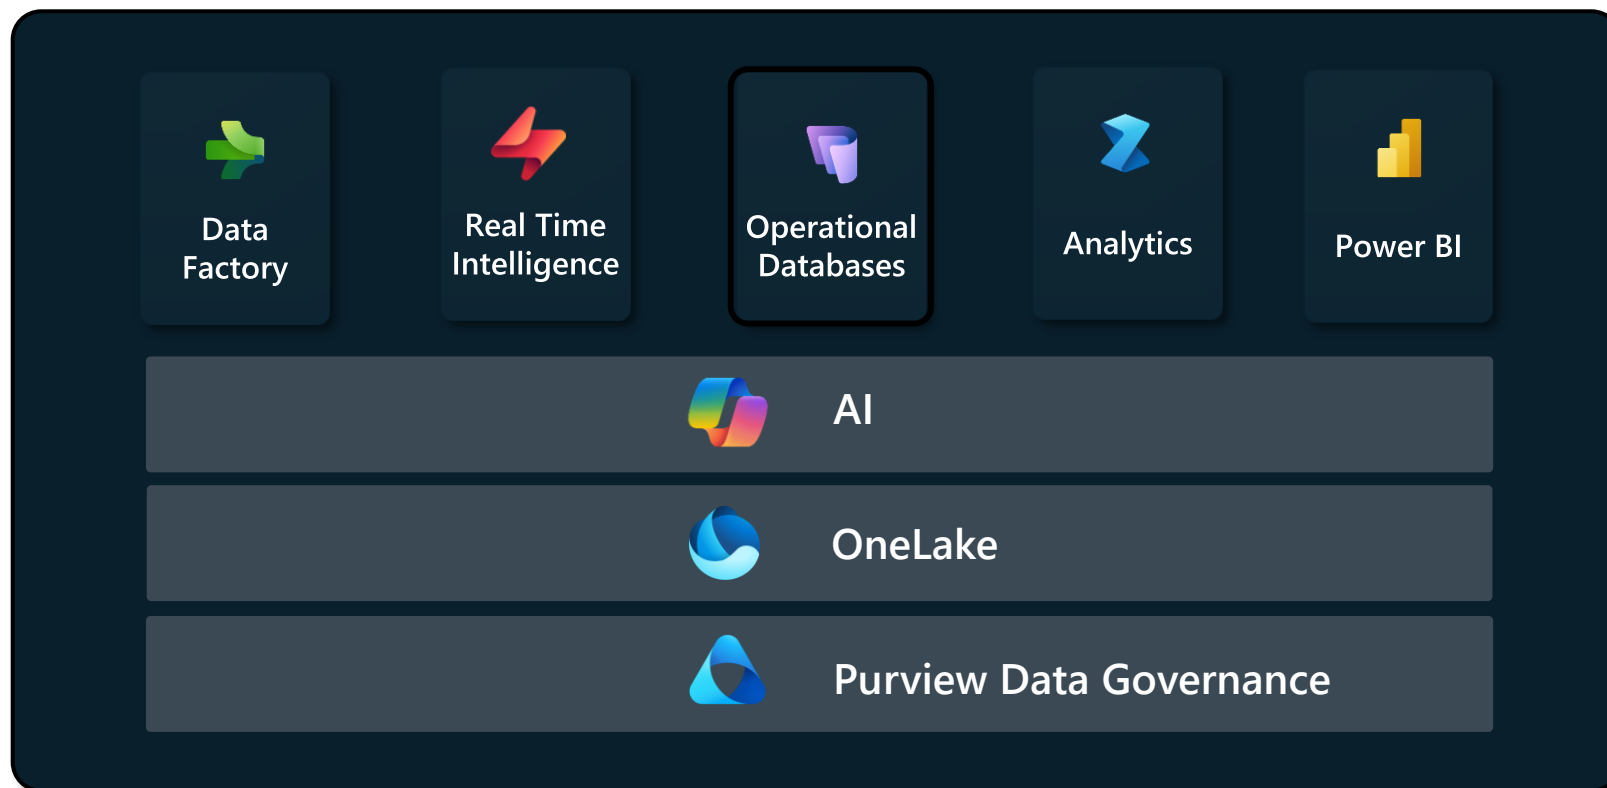 Data
Factory
Real Time
Intelligence
Operational
Databases
Analytics
Power BI
AI
OneLake
Purview Data Governance